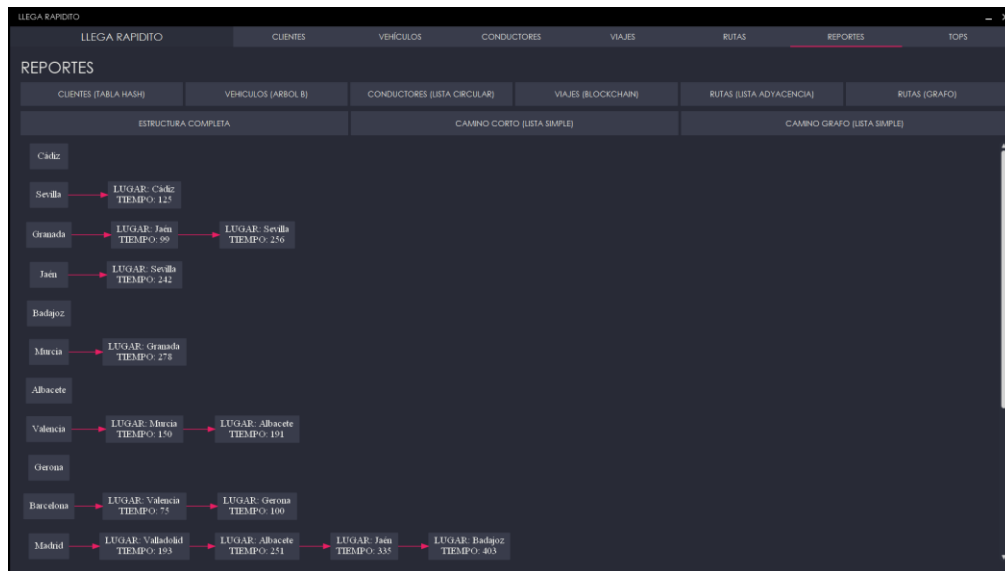 LLEGA RAPIDITO
LLEGA RAPIDITO CLIENTES VEHÍCULOS CONDUCTORES VIAJES RUTAS REPORTES TOPS
REPORTES
CLIENTES (TABLA HASH) VEHICULOS (ARBOL B) CONDUCTORES (LISTA CIRCULAR) VIAJES (BLOCKCHAIN) RUTAS (LISTA ADYACENCIA) RUTAS (GRAFO)
ESTRUCTURA COMPLETA CAMINO CORTO (LISTA SIMPLE) CAMINO GRAFO (LISTA SIMPLE)
Cádiz
Sevilla
LUGAR: Cádiz
TIEMPO: 125
Granada
LUGAR: Jaén
TIEMPO: 99
LUGAR: Sevilla
TIEMPO: 256
Jaén
LUGAR: Sevilla
TIEMPO: 242
Badajoz
Murcia
LUGAR: Granada
TIEMPO: 278
Albacete
Valencia
LUGAR: Murcia
TIEMPO: 150
LUGAR: Albacete
TIEMPO: 191
Gerona
Barcelona
LUGAR: Valencia
TIEMPO: 75
LUGAR: Gerona
TIEMPO: 100
Madrid
LUGAR: Valladolid
TIEMPO: 193
LUGAR: Albacete
TIEMPO: 251
LUGAR: Jaén
TIEMPO: 335
LUGAR: Badajoz
TIEMPO: 403